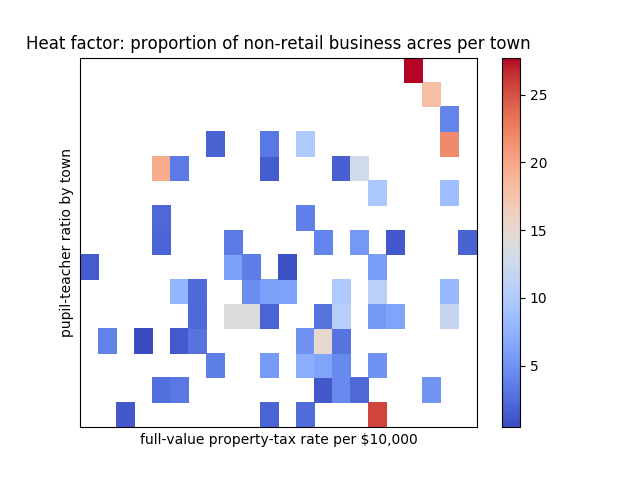 Heat factor: proportion of non-retail business acres per town
pupil-teacher ratio by town
full-value property-tax rate per $10,000
25
20
15
10
5